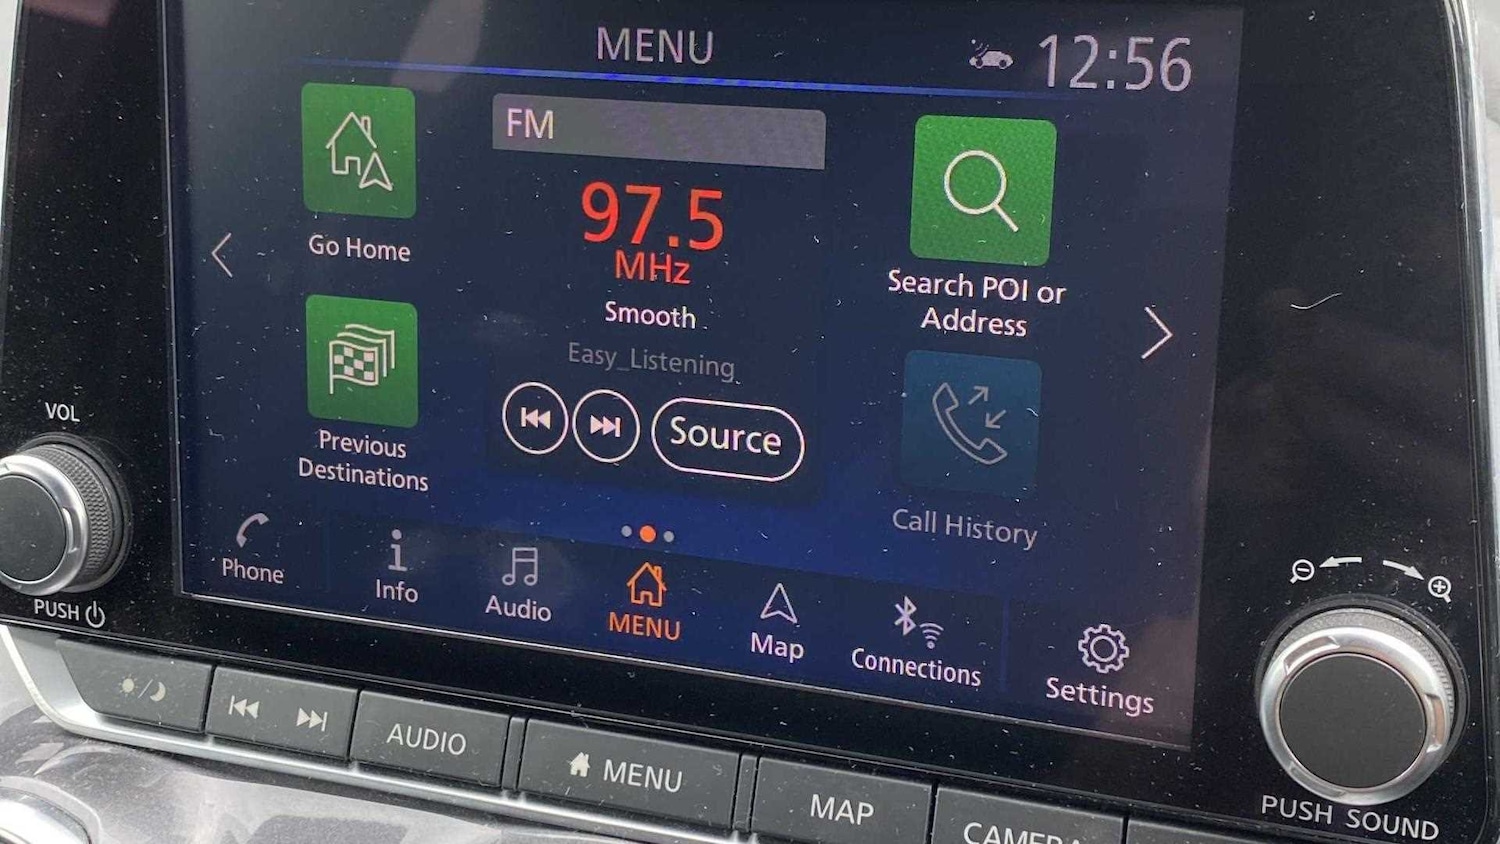 MENU
12:56
FM
97.5
MHz
Smooth
Easy_Listening
Source
Go Home
Previous
Destinations
Search POI or
Address
Call History
Phone
Info
Audio
MENU
Map
Connections
Settings
VOL
PUSH
AUDIO
MENU
MAP
CAMERA
PUSH SOUND